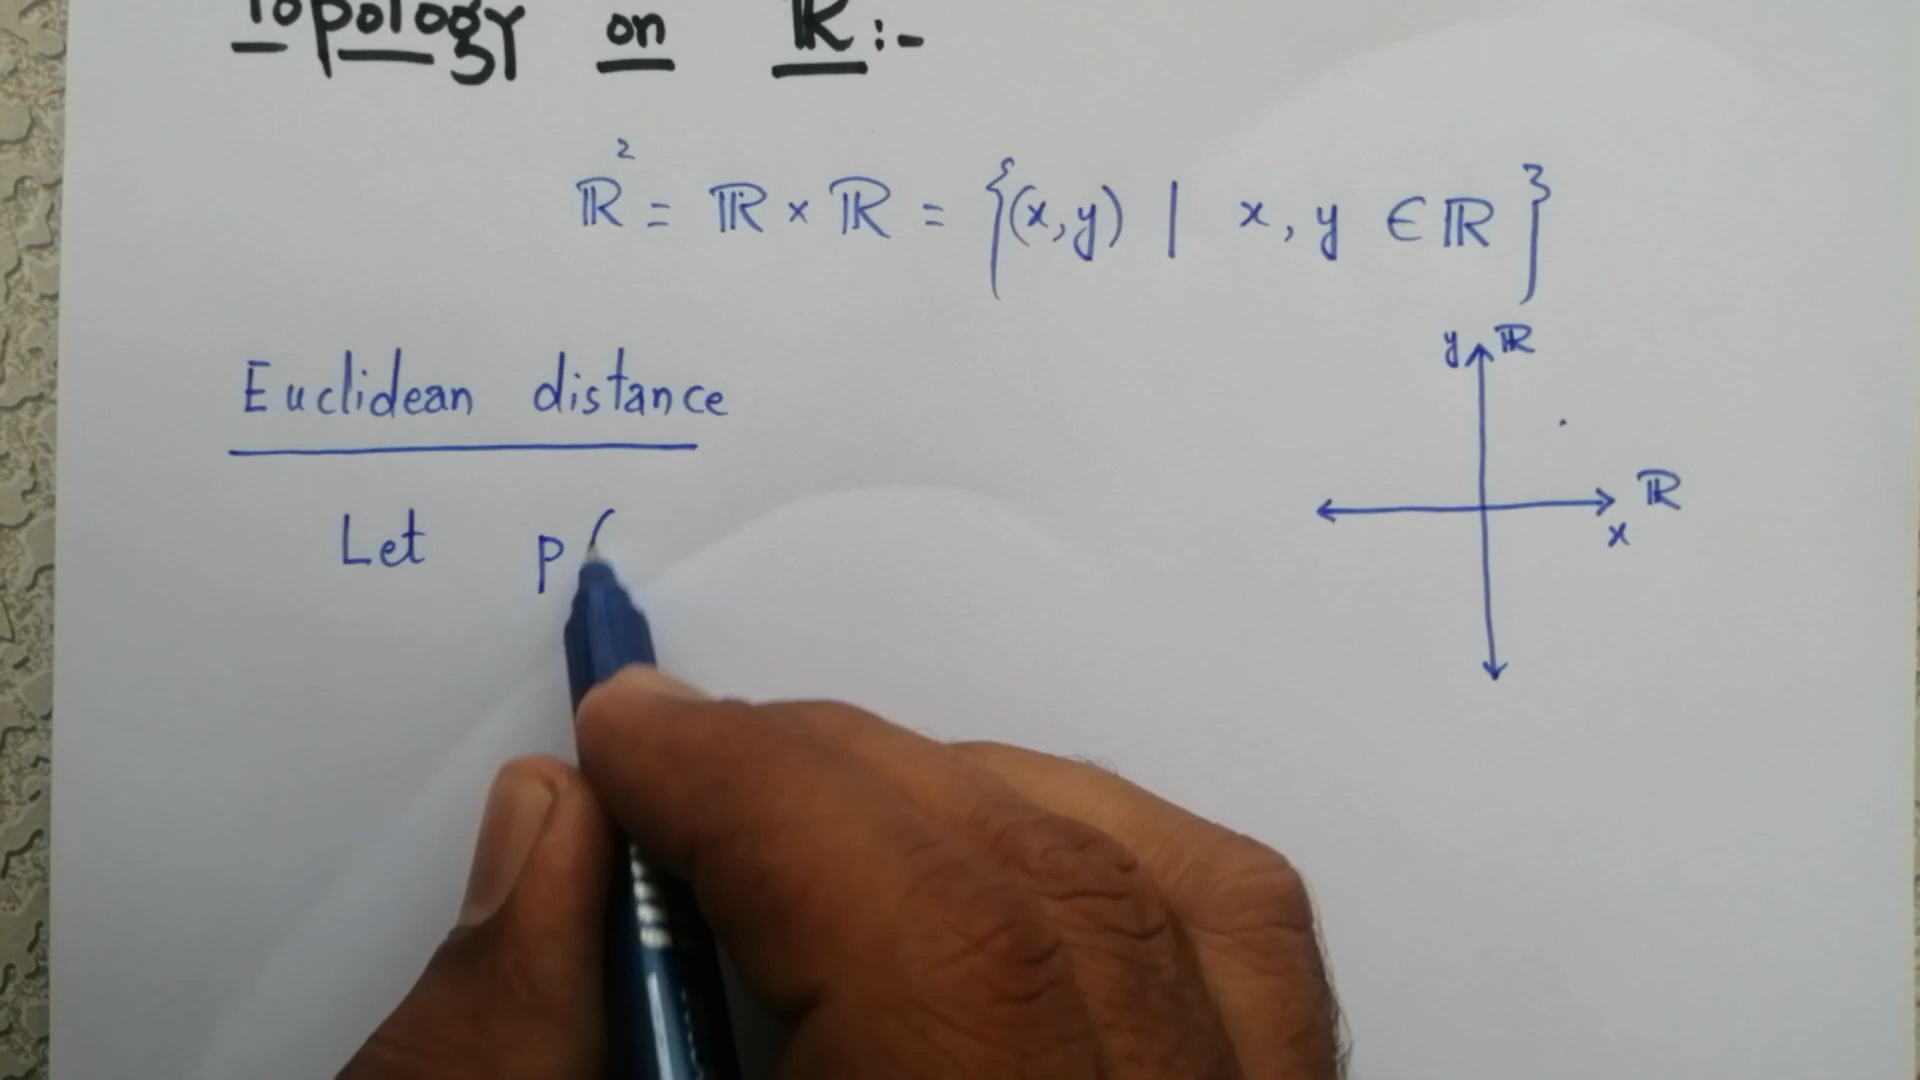 Topology on ℝ :-
ℝ² = ℝ × ℝ = {(x,y) | x, y ∈ ℝ}
y ℝ
Euclidean distance
ℝ
x
Let p(